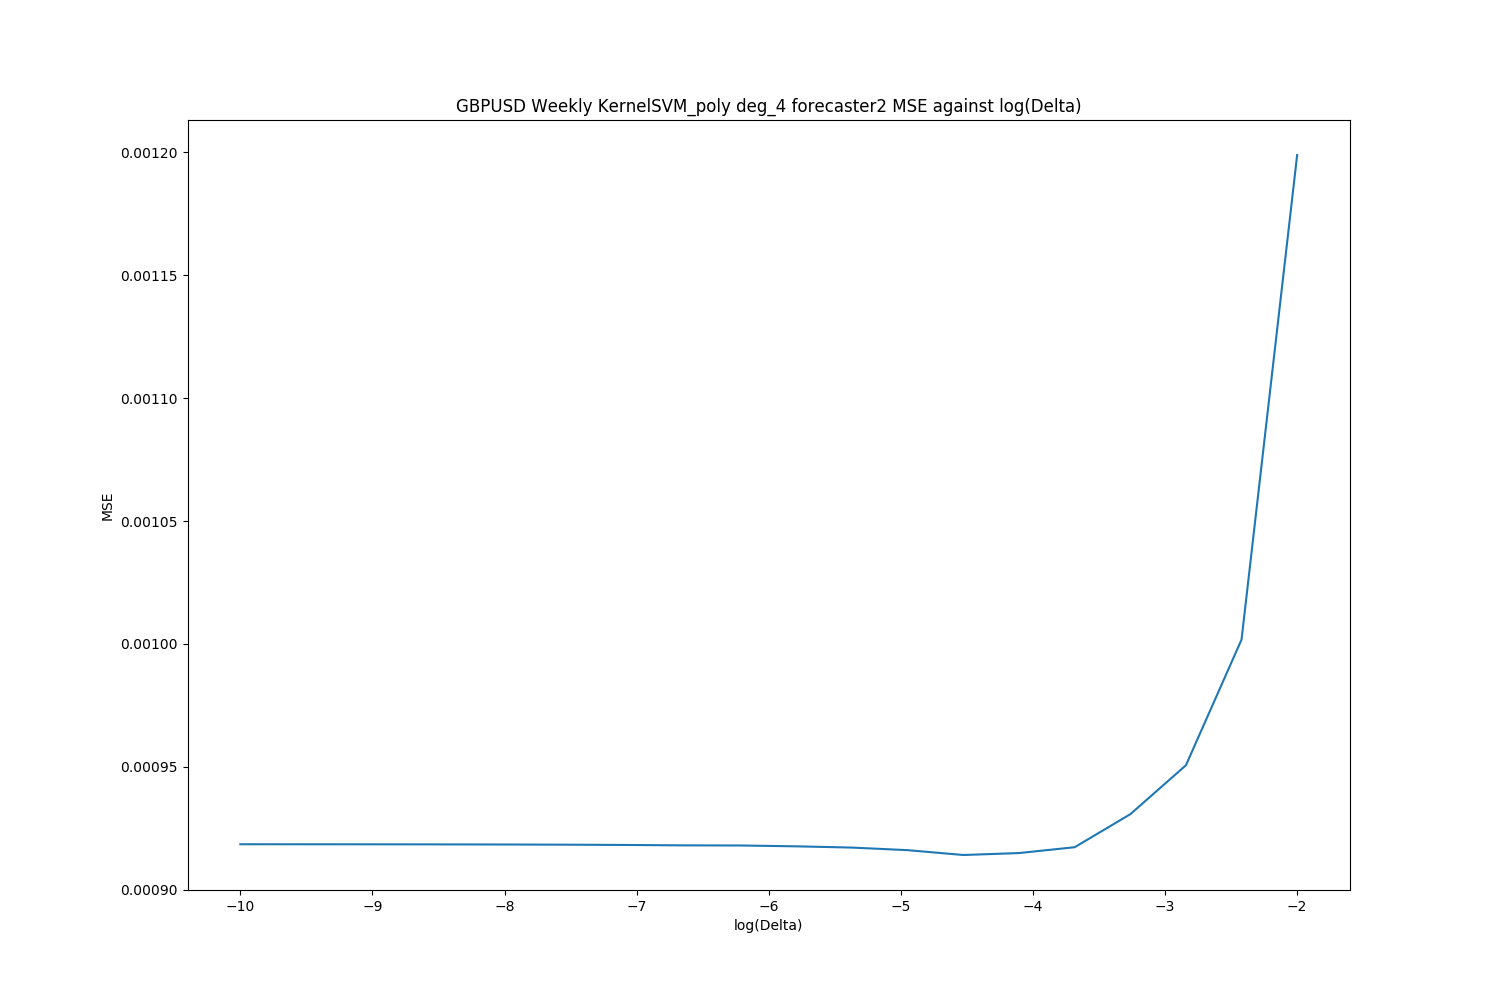 GBPUSD Weekly KernelSVM_poly deg_4 forecaster2 MSE against log(Delta)
0.00120
0.00115
0.00110
0.00105
0.00100
0.00095
0.00090
MSE
−10 −9 −8 −7 −6 −5 −4 −3 −2
log(Delta)